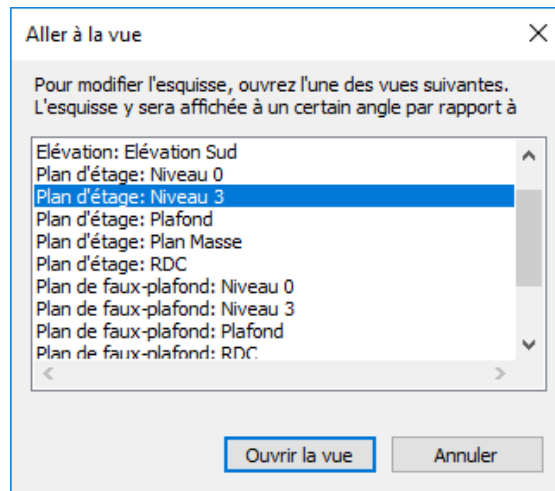 Aller à la vue
Pour modifier l'esquisse, ouvrez l'une des vues suivantes.
L'esquisse y sera affichée à un certain angle par rapport à
Elévation: Elévation Sud
Plan d'étage: Niveau 0
Plan d'étage: Niveau 3
Plan d'étage: Plafond
Plan d'étage: Plan Masse
Plan d'étage: RDC
Plan de faux-plafond: Niveau 0
Plan de faux-plafond: Niveau 3
Plan de faux-plafond: Plafond
Plan de faux-plafond: RDC
Ouvrir la vue
Annuler